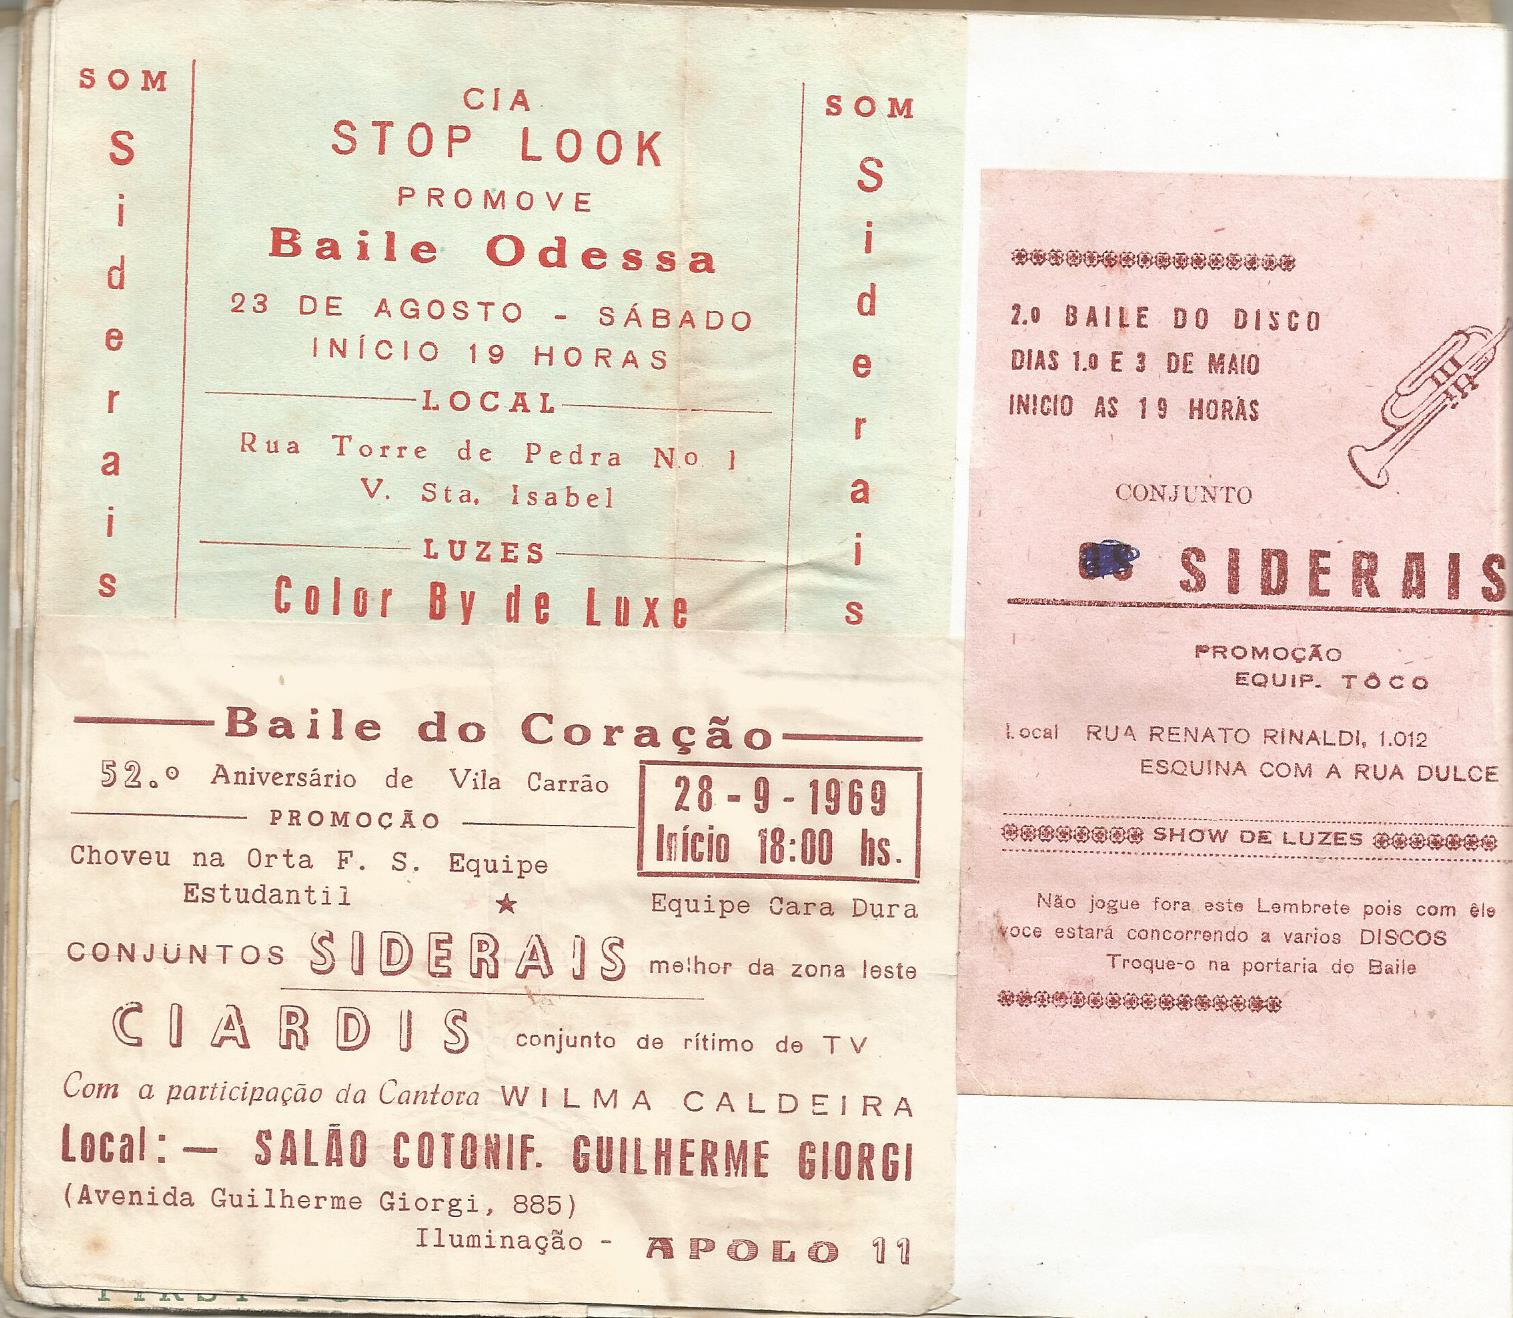 SOM
Siderais
CIA
STOP LOOK
PROMOVE
Baile Odessa
23 DE AGOSTO - SÁBADO
INÍCIO 19 HORAS
LOCAL
Rua Torre de Pedra No 1
V. Sta. Isabel
LUZES
Color By de Luxe
SOM
Siderais
Baile do Coração
52.º Aniversário de Vila Carrão
28-9-1969
Início 18:00 hs.
PROMOÇÃO
Choveu na Orta F. S. Equipe
Estudantil
Equipe Cara Dura
CONJUNTOS SIDERAIS melhor da zona leste
CIARDIS conjunto de rítimo de TV
Com a participação da Cantora WILMA CALDEIRA
Local: — SALÃO COTONIF. GUILHERME GIORGI
(Avenida Guilherme Giorgi, 885)
Iluminação - APOLO 11
2.º BAILE DO DISCO
DIAS 1.º E 3 DE MAIO
INICIO AS 19 HORAS
CONJUNTO
SIDERAIS
PROMOÇÃO
EQUIP. TÔCO
Local RUA RENATO RINALDI, 1.012
ESQUINA COM A RUA DULCE
SHOW DE LUZES
Não jogue fora este Lembrete pois com êle
voce estará concorrendo a varios DISCOS
Troque-o na portaria do Baile